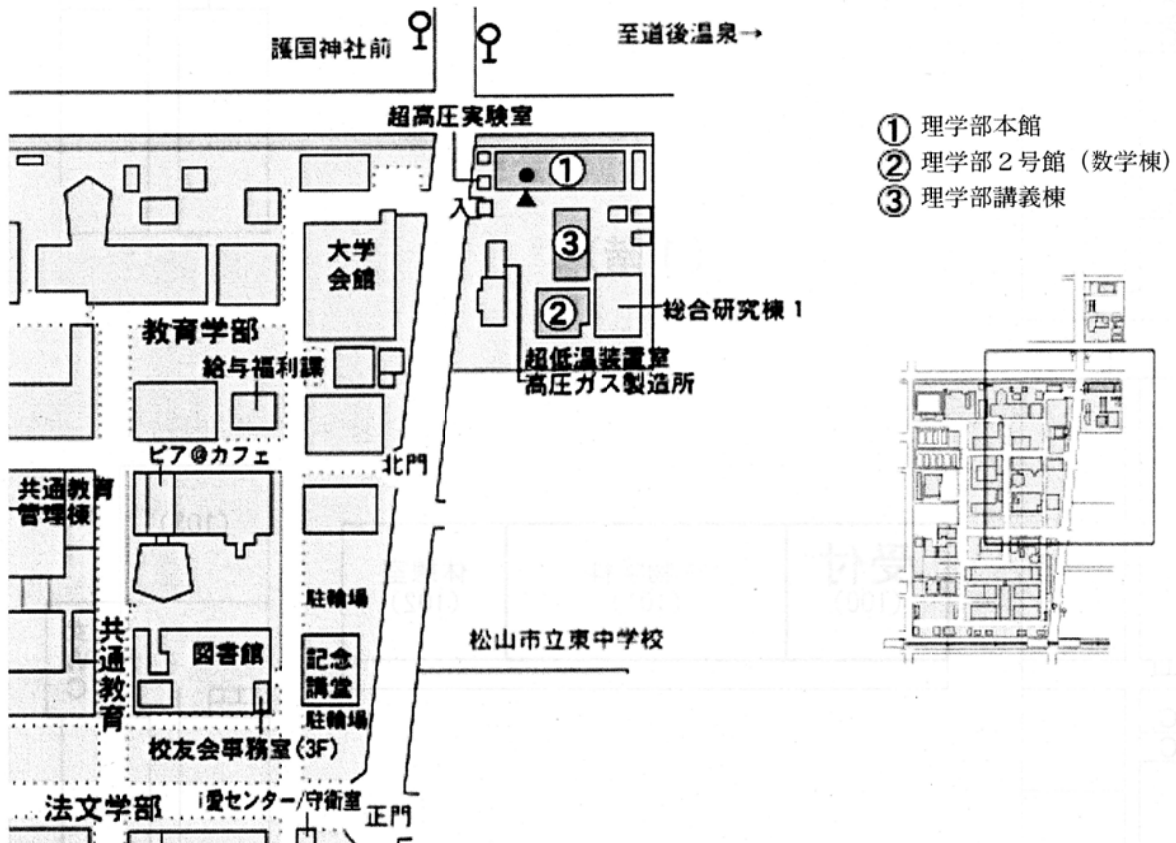 護国神社前
至道後温泉→
超高圧実験室
① 理学部本館
② 理学部2号館（数学棟）
③ 理学部講義棟
①
入
大学
会館
③
②
総合研究棟1
教育学部
給与福利課
超低温装置室
高圧ガス製造所
ピア@カフェ
北門
共通教育
管理棟
駐輪場
松山市立東中学校
共通教育
図書館
記念
講堂
駐輪場
校友会事務室(3F)
法文学部
i愛センター/守衛室
正門